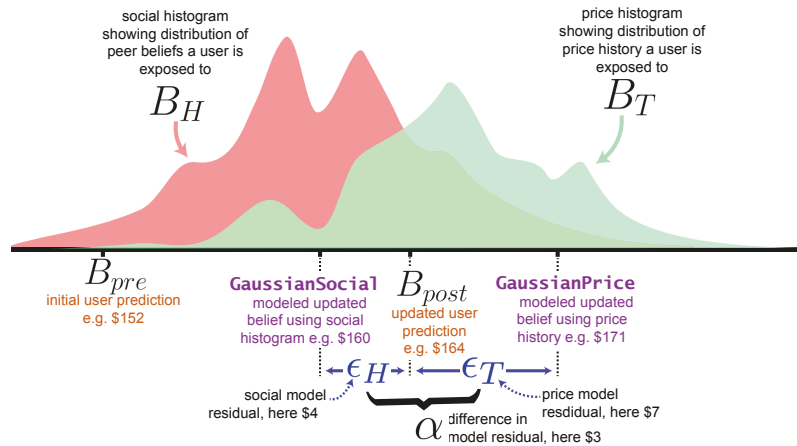 social histogram
showing distribution of
peer beliefs a user is
exposed to
B_H
price histogram
showing distribution of
price history a user is
exposed to
B_T
B_pre
initial user prediction
e.g. $152
GaussianSocial
modeled updated
belief using social
histogram e.g. $160
B_post
updated user
prediction
e.g. $164
GaussianPrice
modeled updated
belief using price
history e.g. $171
ϵ_H
ϵ_T
social model
residual, here $4
price model
resdidual, here $7
α
difference in
model residual, here $3